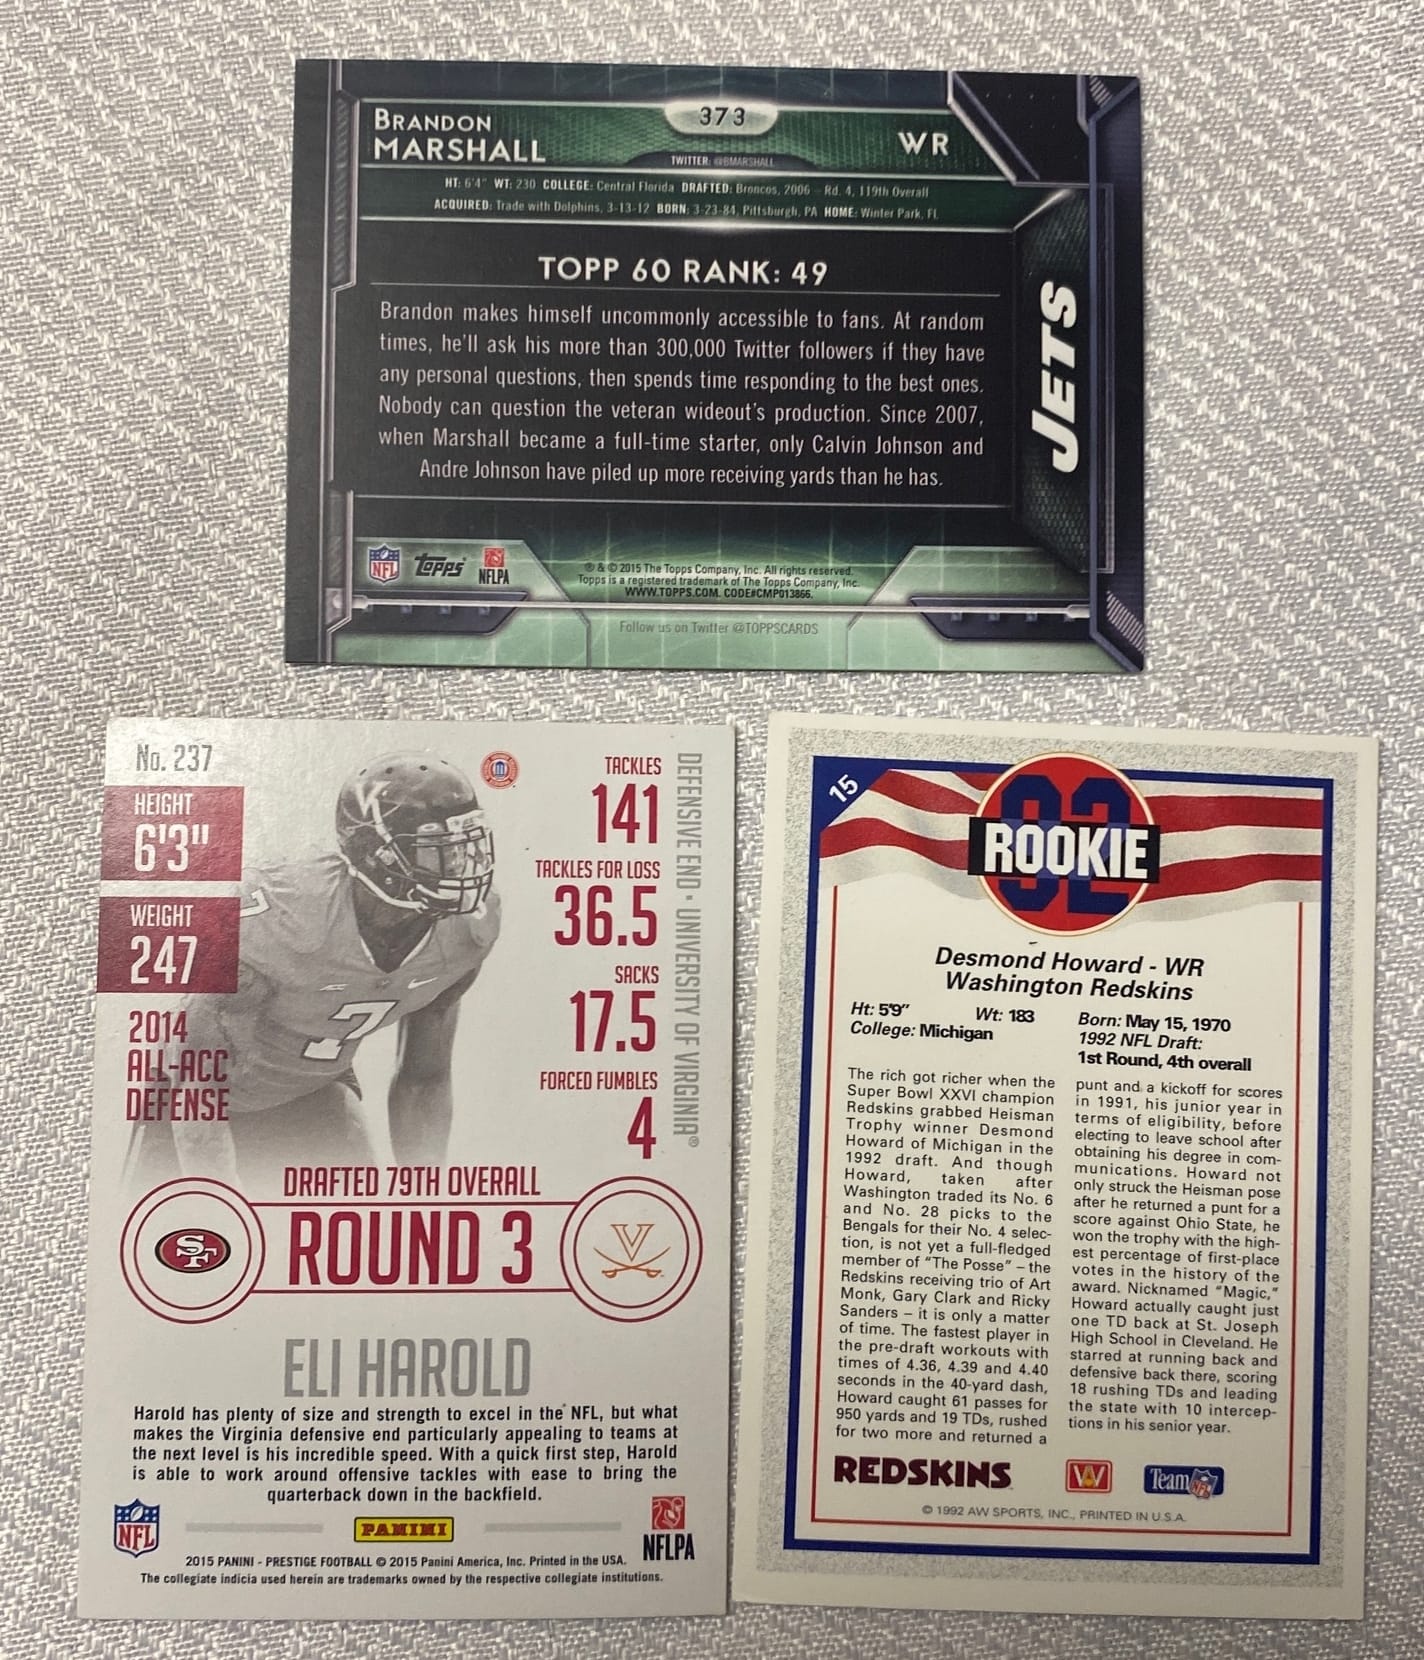 BRANDON
MARSHALL
373
TWITTER: @BMARSHALL
WR
HT: 6'4" WT: 230 COLLEGE: Central Florida DRAFTED: Broncos, 2006 – Rd. 4, 119th Overall
ACQUIRED: Trade with Dolphins, 3-13-12 BORN: 3-23-84, Pittsburgh, PA HOME: Winter Park, FL
TOPP 60 RANK: 49
Brandon makes himself uncommonly accessible to fans. At random
times, he'll ask his more than 300,000 Twitter followers if they have
any personal questions, then spends time responding to the best ones.
Nobody can question the veteran wideout's production. Since 2007,
when Marshall became a full-time starter, only Calvin Johnson and
Andre Johnson have piled up more receiving yards than he has.
JETS
NFL
Topps
NFLPA
® & © 2015 The Topps Company, Inc. All rights reserved.
Topps is a registered trademark of The Topps Company, Inc.
WWW.TOPPS.COM. CODE#CMP013866.
Follow us on Twitter @TOPPSCARDS
No. 237
HEIGHT
6'3"
WEIGHT
247
2014
ALL-ACC
DEFENSE
7
TACKLES
141
TACKLES FOR LOSS
36.5
SACKS
17.5
FORCED FUMBLES
4
DEFENSIVE END • UNIVERSITY OF VIRGINIA®
DRAFTED 79TH OVERALL
SF
ROUND 3
V
ELI HAROLD
Harold has plenty of size and strength to excel in the NFL, but what
makes the Virginia defensive end particularly appealing to teams at
the next level is his incredible speed. With a quick first step, Harold
is able to work around offensive tackles with ease to bring the
quarterback down in the backfield.
NFL
PANINI
NFLPA
2015 PANINI - PRESTIGE FOOTBALL © 2015 Panini America, Inc. Printed in the USA.
The collegiate indicia used herein are trademarks owned by the respective collegiate institutions.
15
92
ROOKIE
Desmond Howard - WR
Washington Redskins
Ht: 5'9" Wt: 183
College: Michigan
Born: May 15, 1970
1992 NFL Draft:
1st Round, 4th overall
The rich got richer when the
Super Bowl XXVI champion
Redskins grabbed Heisman
Trophy winner Desmond
Howard of Michigan in the
1992 draft. And though
Howard, taken after
Washington traded its No. 6
and No. 28 picks to the
Bengals for their No. 4 selec-
tion, is not yet a full-fledged
member of "The Posse" – the
Redskins receiving trio of Art
Monk, Gary Clark and Ricky
Sanders – it is only a matter
of time. The fastest player in
the pre-draft workouts with
times of 4.36, 4.39 and 4.40
seconds in the 40-yard dash,
Howard caught 61 passes for
950 yards and 19 TDs, rushed
for two more and returned a
punt and a kickoff for scores
in 1991, his junior year in
terms of eligibility, before
electing to leave school after
obtaining his degree in com-
munications. Howard not
only struck the Heisman pose
after he returned a punt for a
score against Ohio State, he
won the trophy with the high-
est percentage of first-place
votes in the history of the
award. Nicknamed "Magic,"
Howard actually caught just
one TD back at St. Joseph
High School in Cleveland. He
starred at running back and
defensive back there, scoring
18 rushing TDs and leading
the state with 10 intercep-
tions in his senior year.
REDSKINS
W
Team NFL
© 1992 AW SPORTS, INC., PRINTED IN U.S.A.